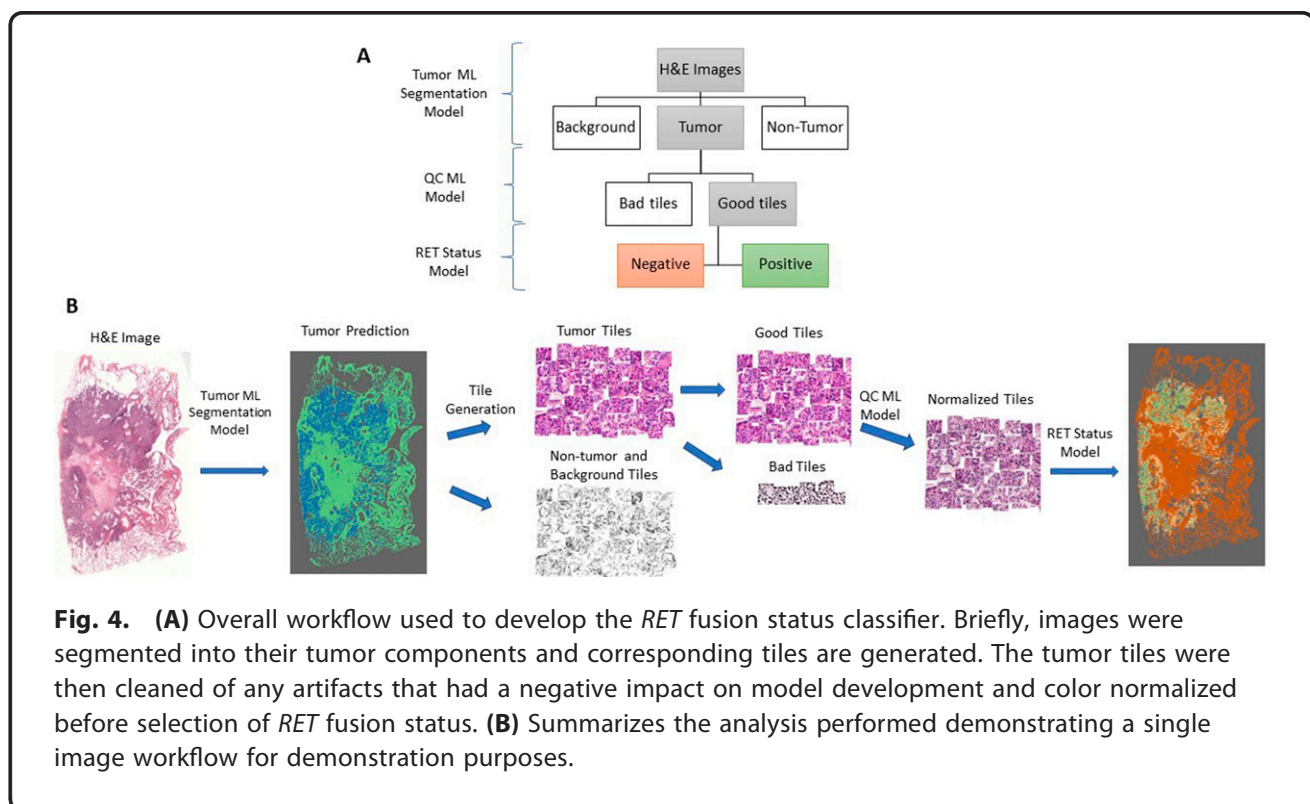 A
Tumor ML
Segmentation
Model
H&E Images
Background
Tumor
Non-Tumor
QC ML
Model
Bad tiles
Good tiles
RET Status
Model
Negative
Positive
B
H&E Image
Tumor ML
Segmentation
Model
Tumor Prediction
Tile
Generation
Tumor Tiles
Non-tumor and
Background Tiles
Good Tiles
Bad Tiles
QC ML
Model
Normalized Tiles
RET Status
Model
Fig. 4. (A) Overall workflow used to develop the RET fusion status classifier. Briefly, images were
segmented into their tumor components and corresponding tiles are generated. The tumor tiles were
then cleaned of any artifacts that had a negative impact on model development and color normalized
before selection of RET fusion status. (B) Summarizes the analysis performed demonstrating a single
image workflow for demonstration purposes.